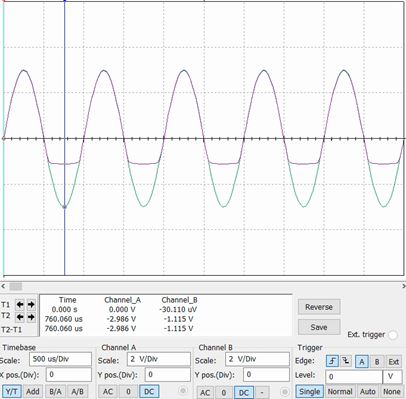 T1
T2
T2-T1
Time Channel_A Channel_B
0.000 s 0.000 V -30.110 uV
760.060 us -2.986 V -1.115 V
760.060 us -2.986 V -1.115 V
Reverse
Save
Ext. trigger
Timebase
Scale: 500 us/Div
X pos.(Div): 0
Y/T Add B/A A/B
Channel A
Scale: 2 V/Div
Y pos.(Div): 0
AC 0 DC
Channel B
Scale: 2 V/Div
Y pos.(Div): 0
AC 0 DC -
Trigger
Edge: A B Ext
Level: 0 V
Single Normal Auto None